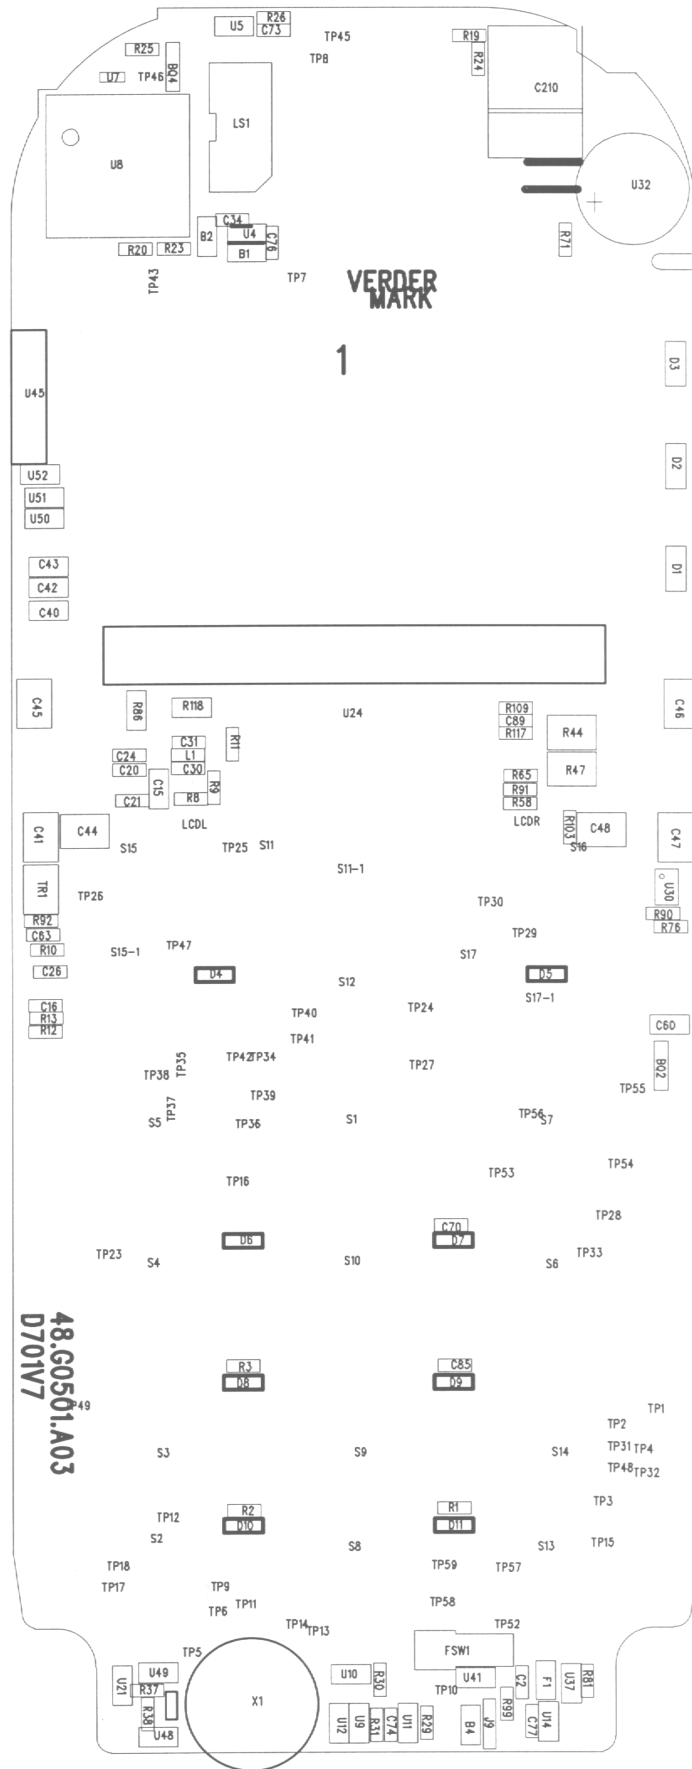 R26
U5
C73
TP45
R19
R25
BQ4
TP8
R24
U7
TP46
C210
LS1
U8
U32
C34
B2
U4
C76
R71
R20
R23
B1
TP43
TP7
VERDER
MARK
1
D3
U45
D2
U52
U51
U50
D1
C43
C42
C40
C45
R86
R118
U24
R109
C89
R117
C46
R44
C31
R11
C24
L1
C20
C30
R47
C15
R9
R65
R91
C21
R8
R58
C41
C44
LCDL
LCDR
R103
C48
C47
S15
TP25
S11
S16
S11-1
TR1
TP26
U30
TP30
R92
R90
C63
R76
TP29
R10
S15-1
TP47
S17
C26
D4
D5
S12
S17-1
C16
R13
R12
TP40
TP24
C60
TP41
TP35
TP42
TP34
TP27
BQ2
TP38
TP55
TP39
TP37
S5
TP36
S1
TP56
S7
TP54
TP16
TP53
TP28
C70
D6
D7
TP23
TP33
S4
S10
S6
48.G0501.A03
D701V7
R3
C85
D8
D9
TP49
TP1
TP2
TP31
TP4
S3
S9
S14
TP48
TP32
TP3
R2
R1
TP12
D10
D11
S2
S8
S13
TP15
TP18
TP59
TP57
TP17
TP9
TP58
TP11
TP6
TP14
TP13
TP52
TP5
FSW1
U21
U49
U10
R30
U41
C2
F1
U37
R81
R37
TP10
X1
R38
U48
U12
U9
R31
C74
U11
R29
B4
J9
R99
C77
U14